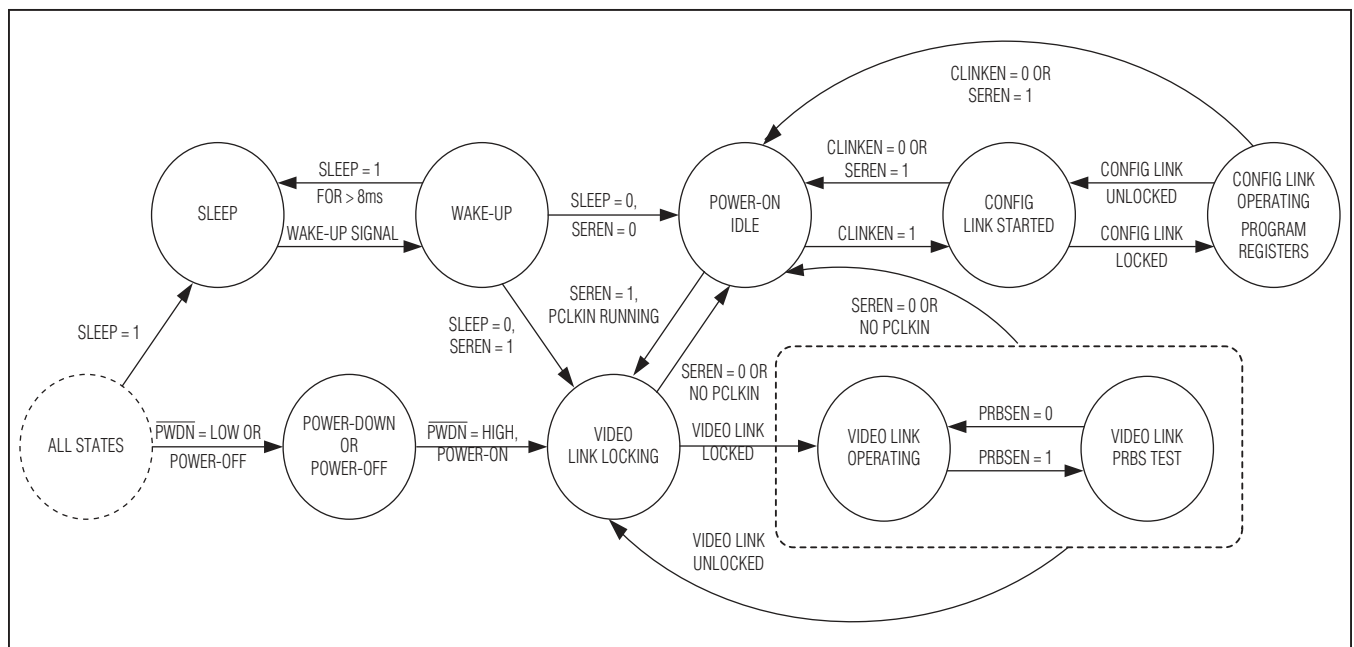 CLINKEN = 0 OR
SEREN = 1
SLEEP = 1
FOR > 8ms
CLINKEN = 0 OR
SEREN = 1
CONFIG LINK
UNLOCKED
SLEEP
WAKE-UP
SLEEP = 0,
SEREN = 0
POWER-ON
IDLE
CONFIG
LINK STARTED
CONFIG LINK
OPERATING
PROGRAM
REGISTERS
WAKE-UP SIGNAL
CLINKEN = 1
CONFIG LINK
LOCKED
SLEEP = 1
SLEEP = 0,
SEREN = 1
SEREN = 1,
PCLKIN RUNNING
SEREN = 0 OR
NO PCLKIN
SEREN = 0 OR
NO PCLKIN
ALL STATES
PWDN = LOW OR
POWER-OFF
POWER-DOWN
OR
POWER-OFF
PWDN = HIGH,
POWER-ON
VIDEO
LINK LOCKING
VIDEO LINK
LOCKED
VIDEO LINK
OPERATING
PRBSEN = 0
PRBSEN = 1
VIDEO LINK
PRBS TEST
VIDEO LINK
UNLOCKED